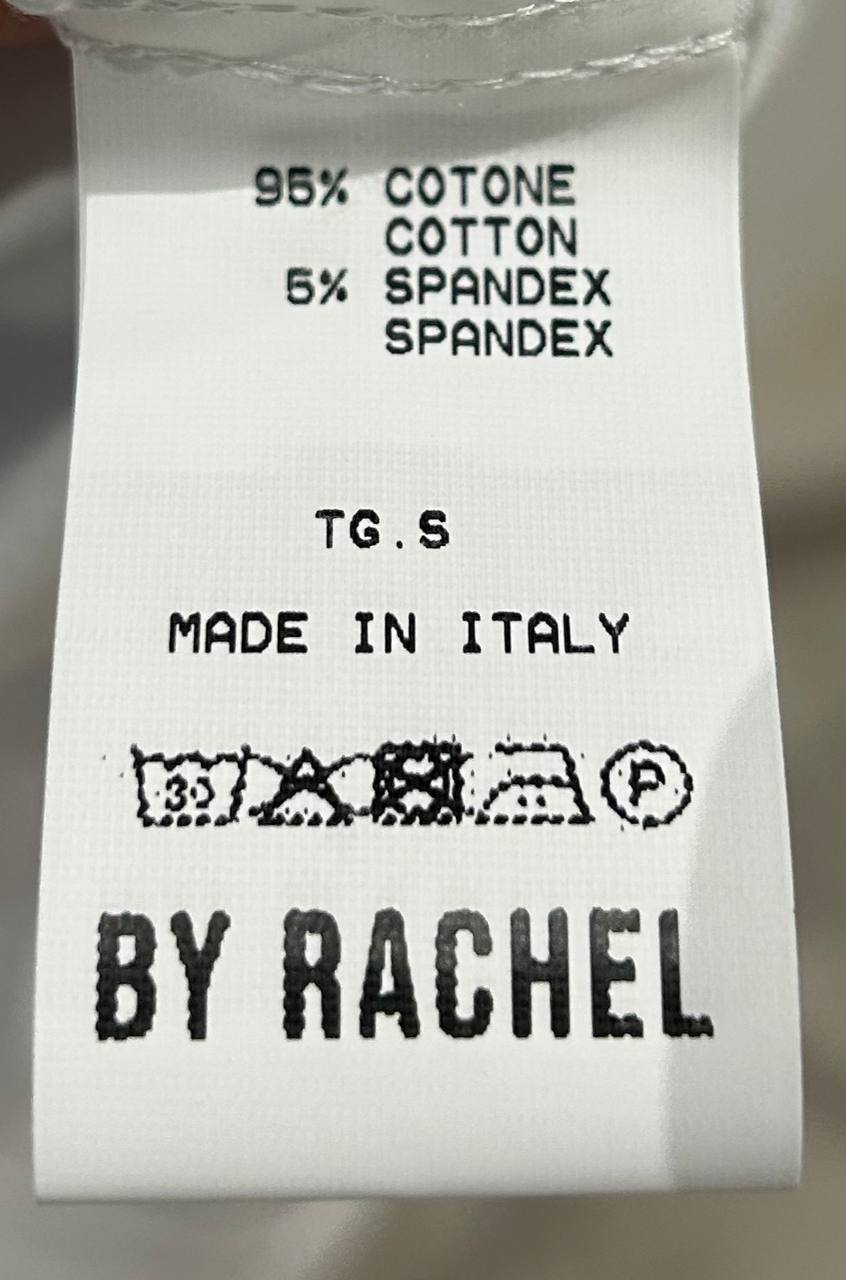 95% COTONE
COTTON
5% SPANDEX
SPANDEX
TG.S
MADE IN ITALY
30 P
BY RACHEL